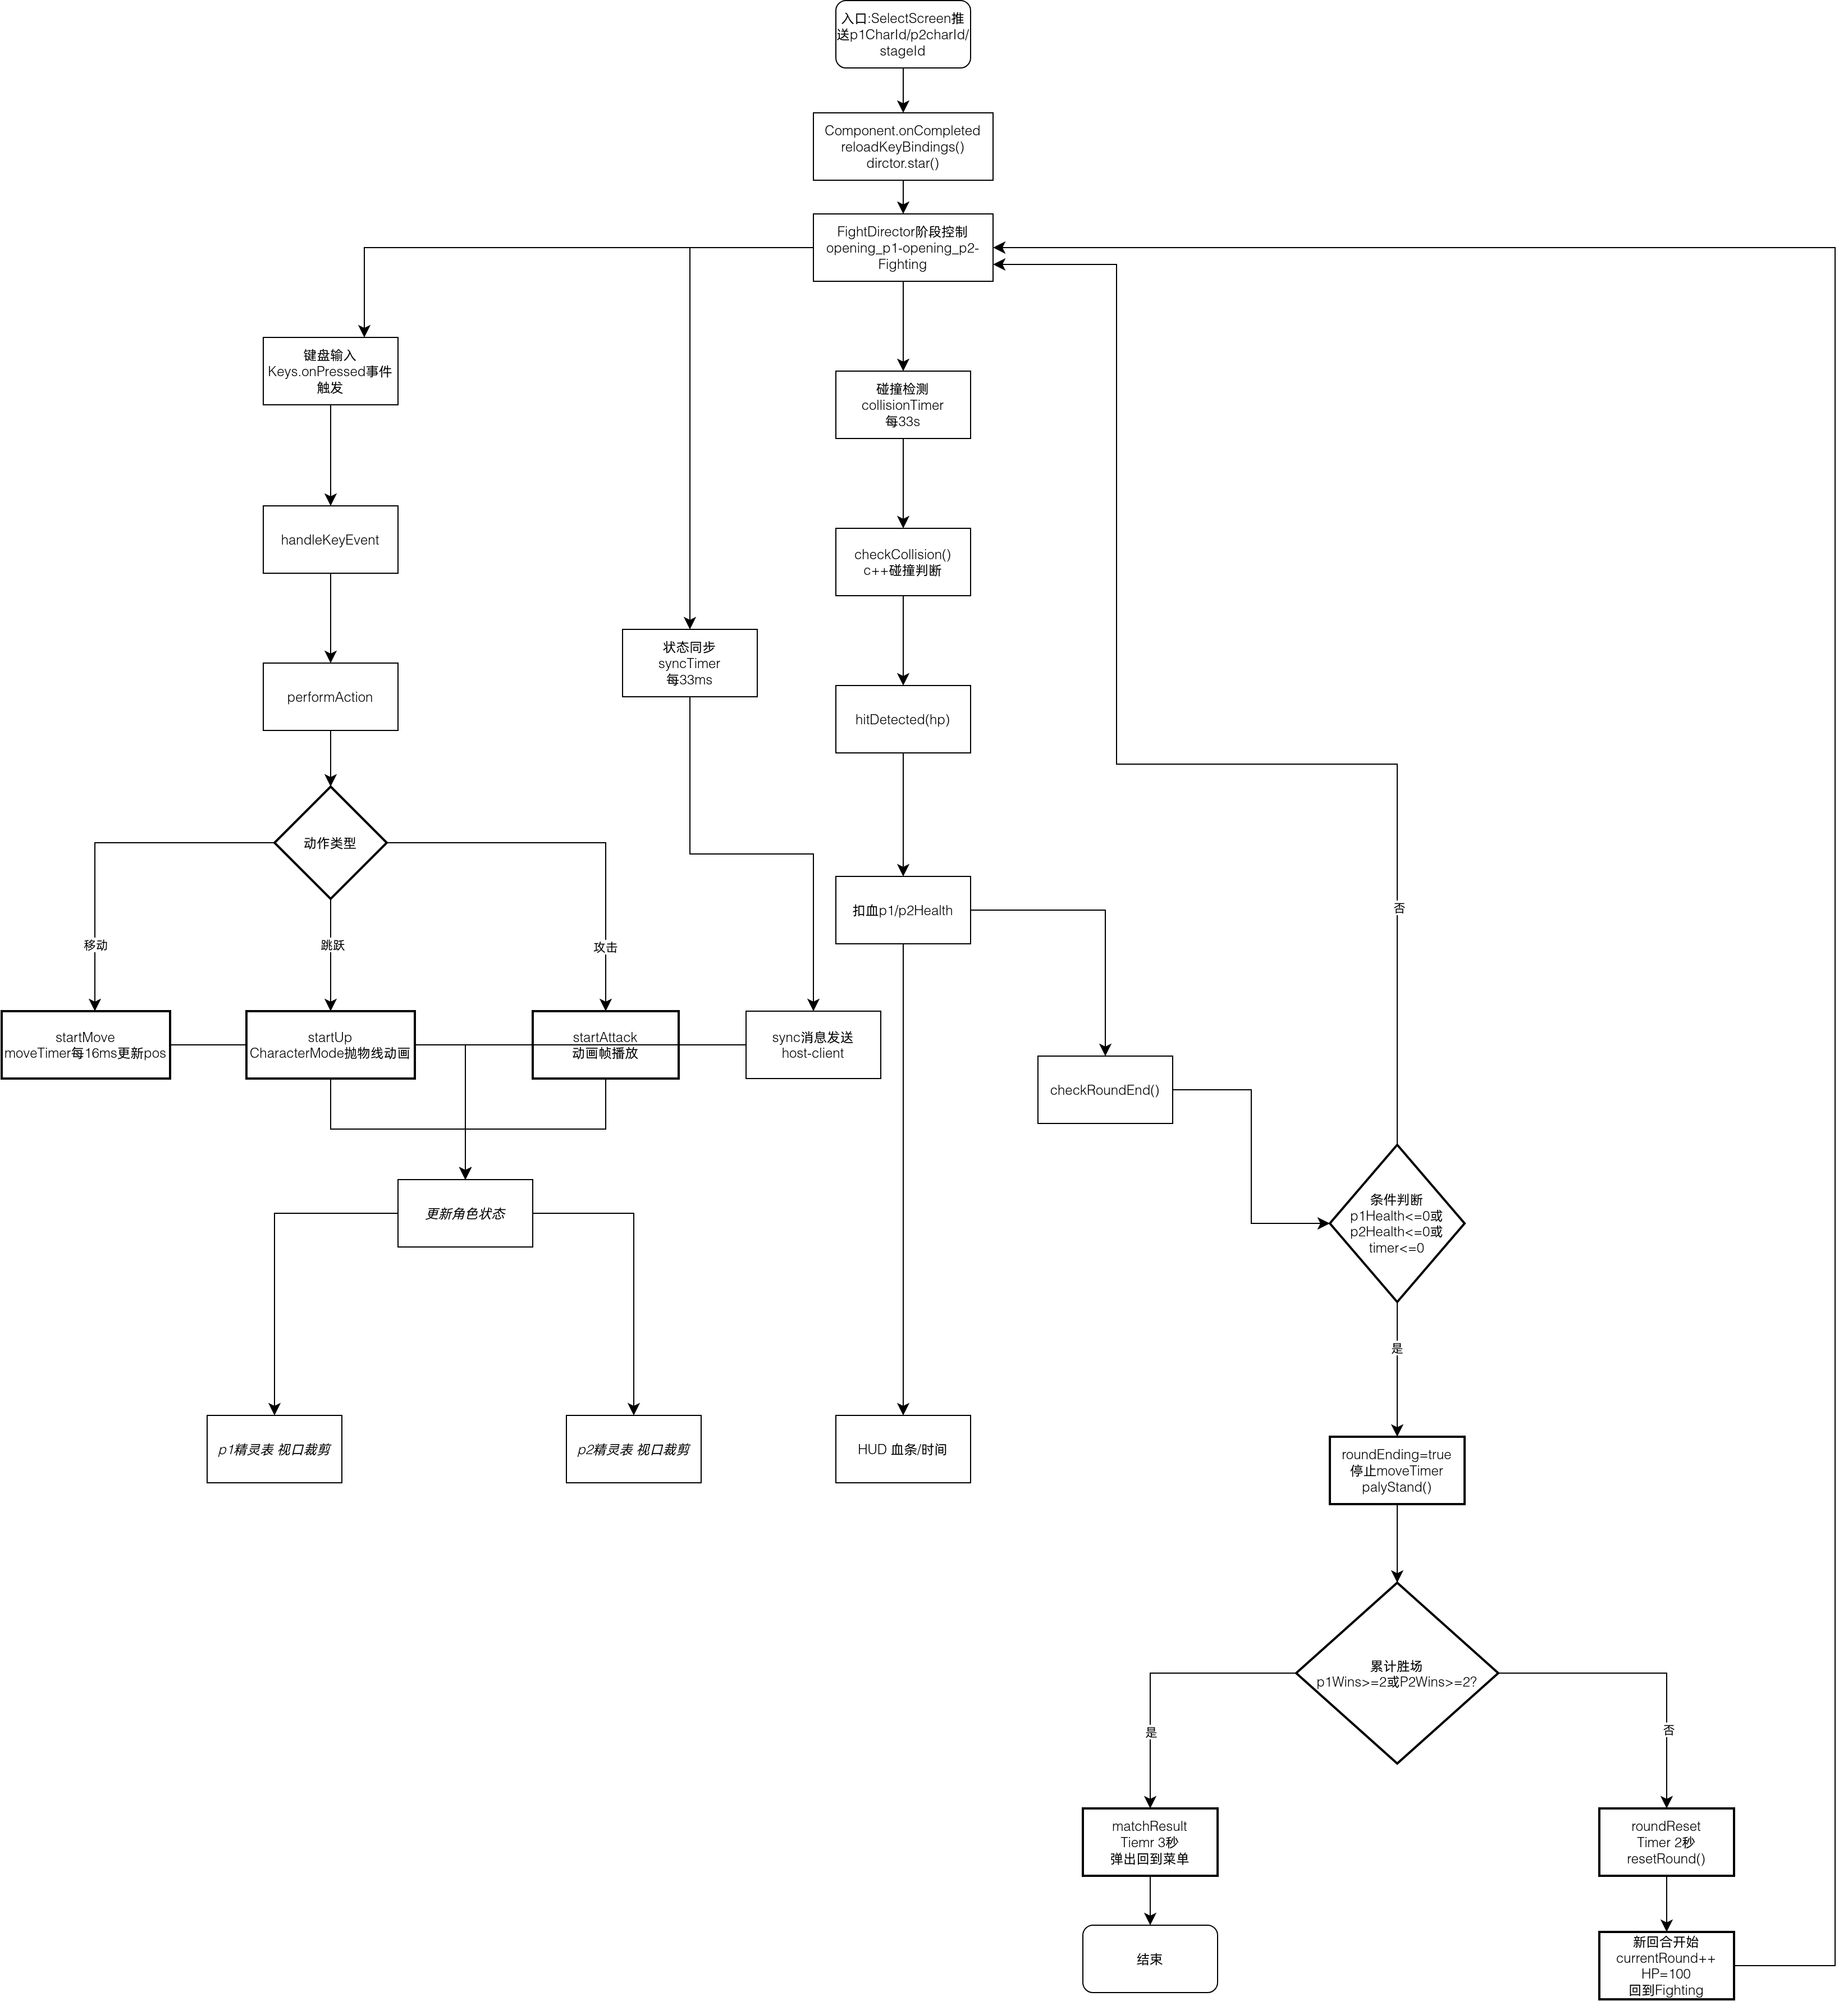 入口:SelectScreen推
送p1CharId/p2charId/
stageId
Component.onCompleted
reloadKeyBindings()
dirctor.star()
FightDirector阶段控制
opening_p1-opening_p2-
Fighting
键盘输入
Keys.onPressed事件
触发
碰撞检测
collisionTimer
每33s
handleKeyEvent
checkCollision()
c++碰撞判断
状态同步
syncTimer
每33ms
performAction
hitDetected(hp)
动作类型
扣血p1/p2Health
否
移动
跳跃
攻击
startMove
moveTimer每16ms更新pos
startUp
CharacterMode抛物线动画
startAttack
动画帧播放
sync消息发送
host-client
checkRoundEnd()
更新角色状态
条件判断
p1Health<=0或
p2Health<=0或
timer<=0
是
p1精灵表 视口裁剪
p2精灵表 视口裁剪
HUD 血条/时间
roundEnding=true
停止moveTimer
palyStand()
累计胜场
p1Wins>=2或P2Wins>=2?
是
否
matchResult
Tiemr 3秒
弹出回到菜单
roundReset
Timer 2秒
resetRound()
结束
新回合开始
currentRound++
HP=100
回到Fighting